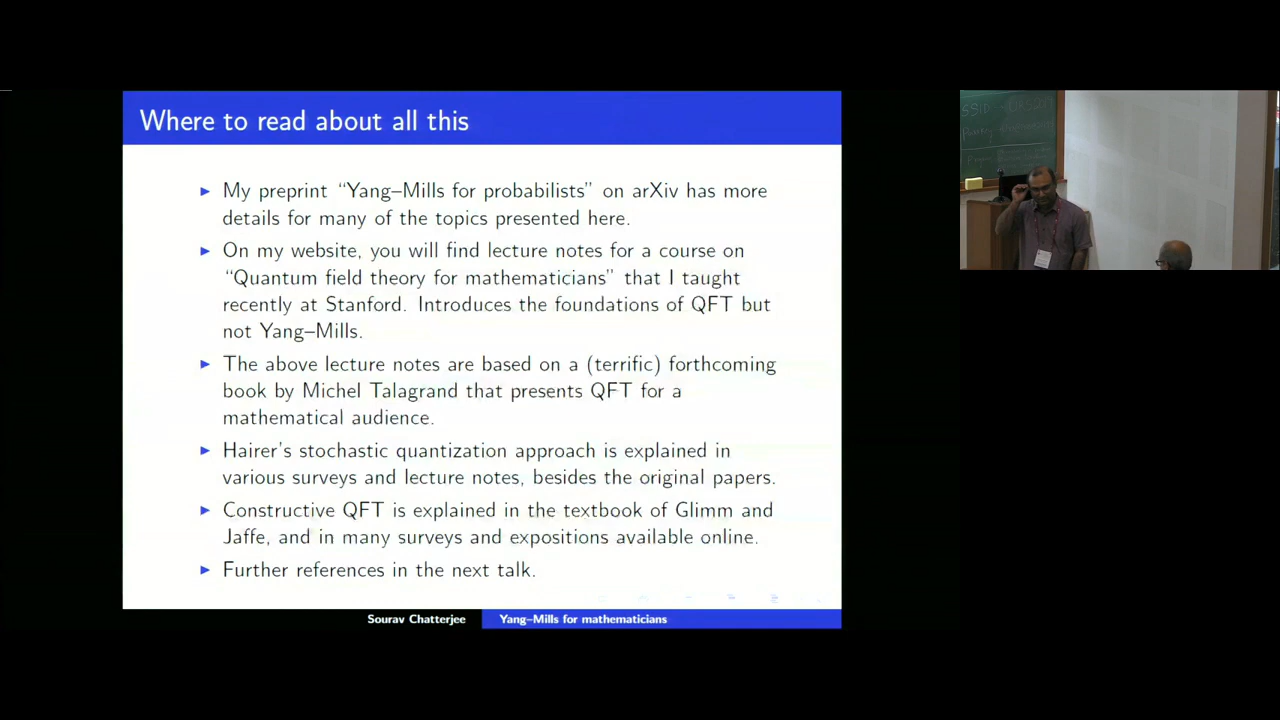 Where to read about all this
► My preprint “Yang–Mills for probabilists” on arXiv has more
details for many of the topics presented here.
► On my website, you will find lecture notes for a course on
“Quantum field theory for mathematicians” that I taught
recently at Stanford. Introduces the foundations of QFT but
not Yang–Mills.
► The above lecture notes are based on a (terrific) forthcoming
book by Michel Talagrand that presents QFT for a
mathematical audience.
► Hairer's stochastic quantization approach is explained in
various surveys and lecture notes, besides the original papers.
► Constructive QFT is explained in the textbook of Glimm and
Jaffe, and in many surveys and expositions available online.
► Further references in the next talk.
Sourav Chatterjee
Yang–Mills for mathematicians